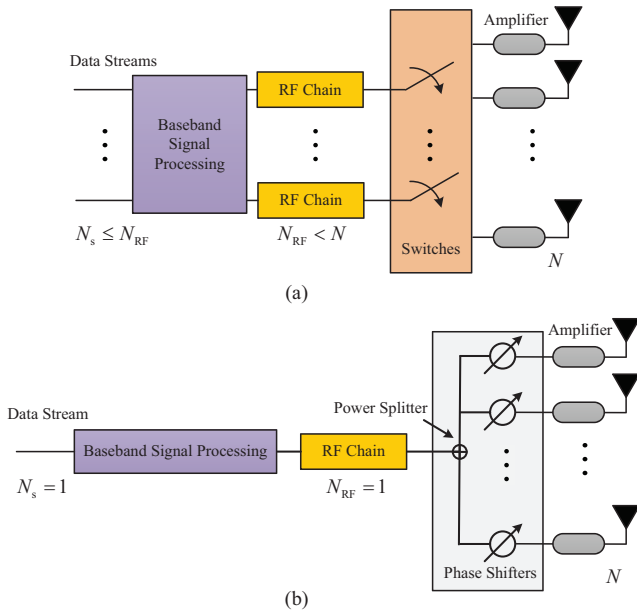 Amplifier
Data Streams
RF Chain
Baseband
Signal
Processing
RF Chain
N_s ≤ N_RF
N_RF < N
Switches
N
(a)
Amplifier
Power Splitter
Data Stream
Baseband Signal Processing
RF Chain
N_s = 1
N_RF = 1
Phase Shifters
N
(b)